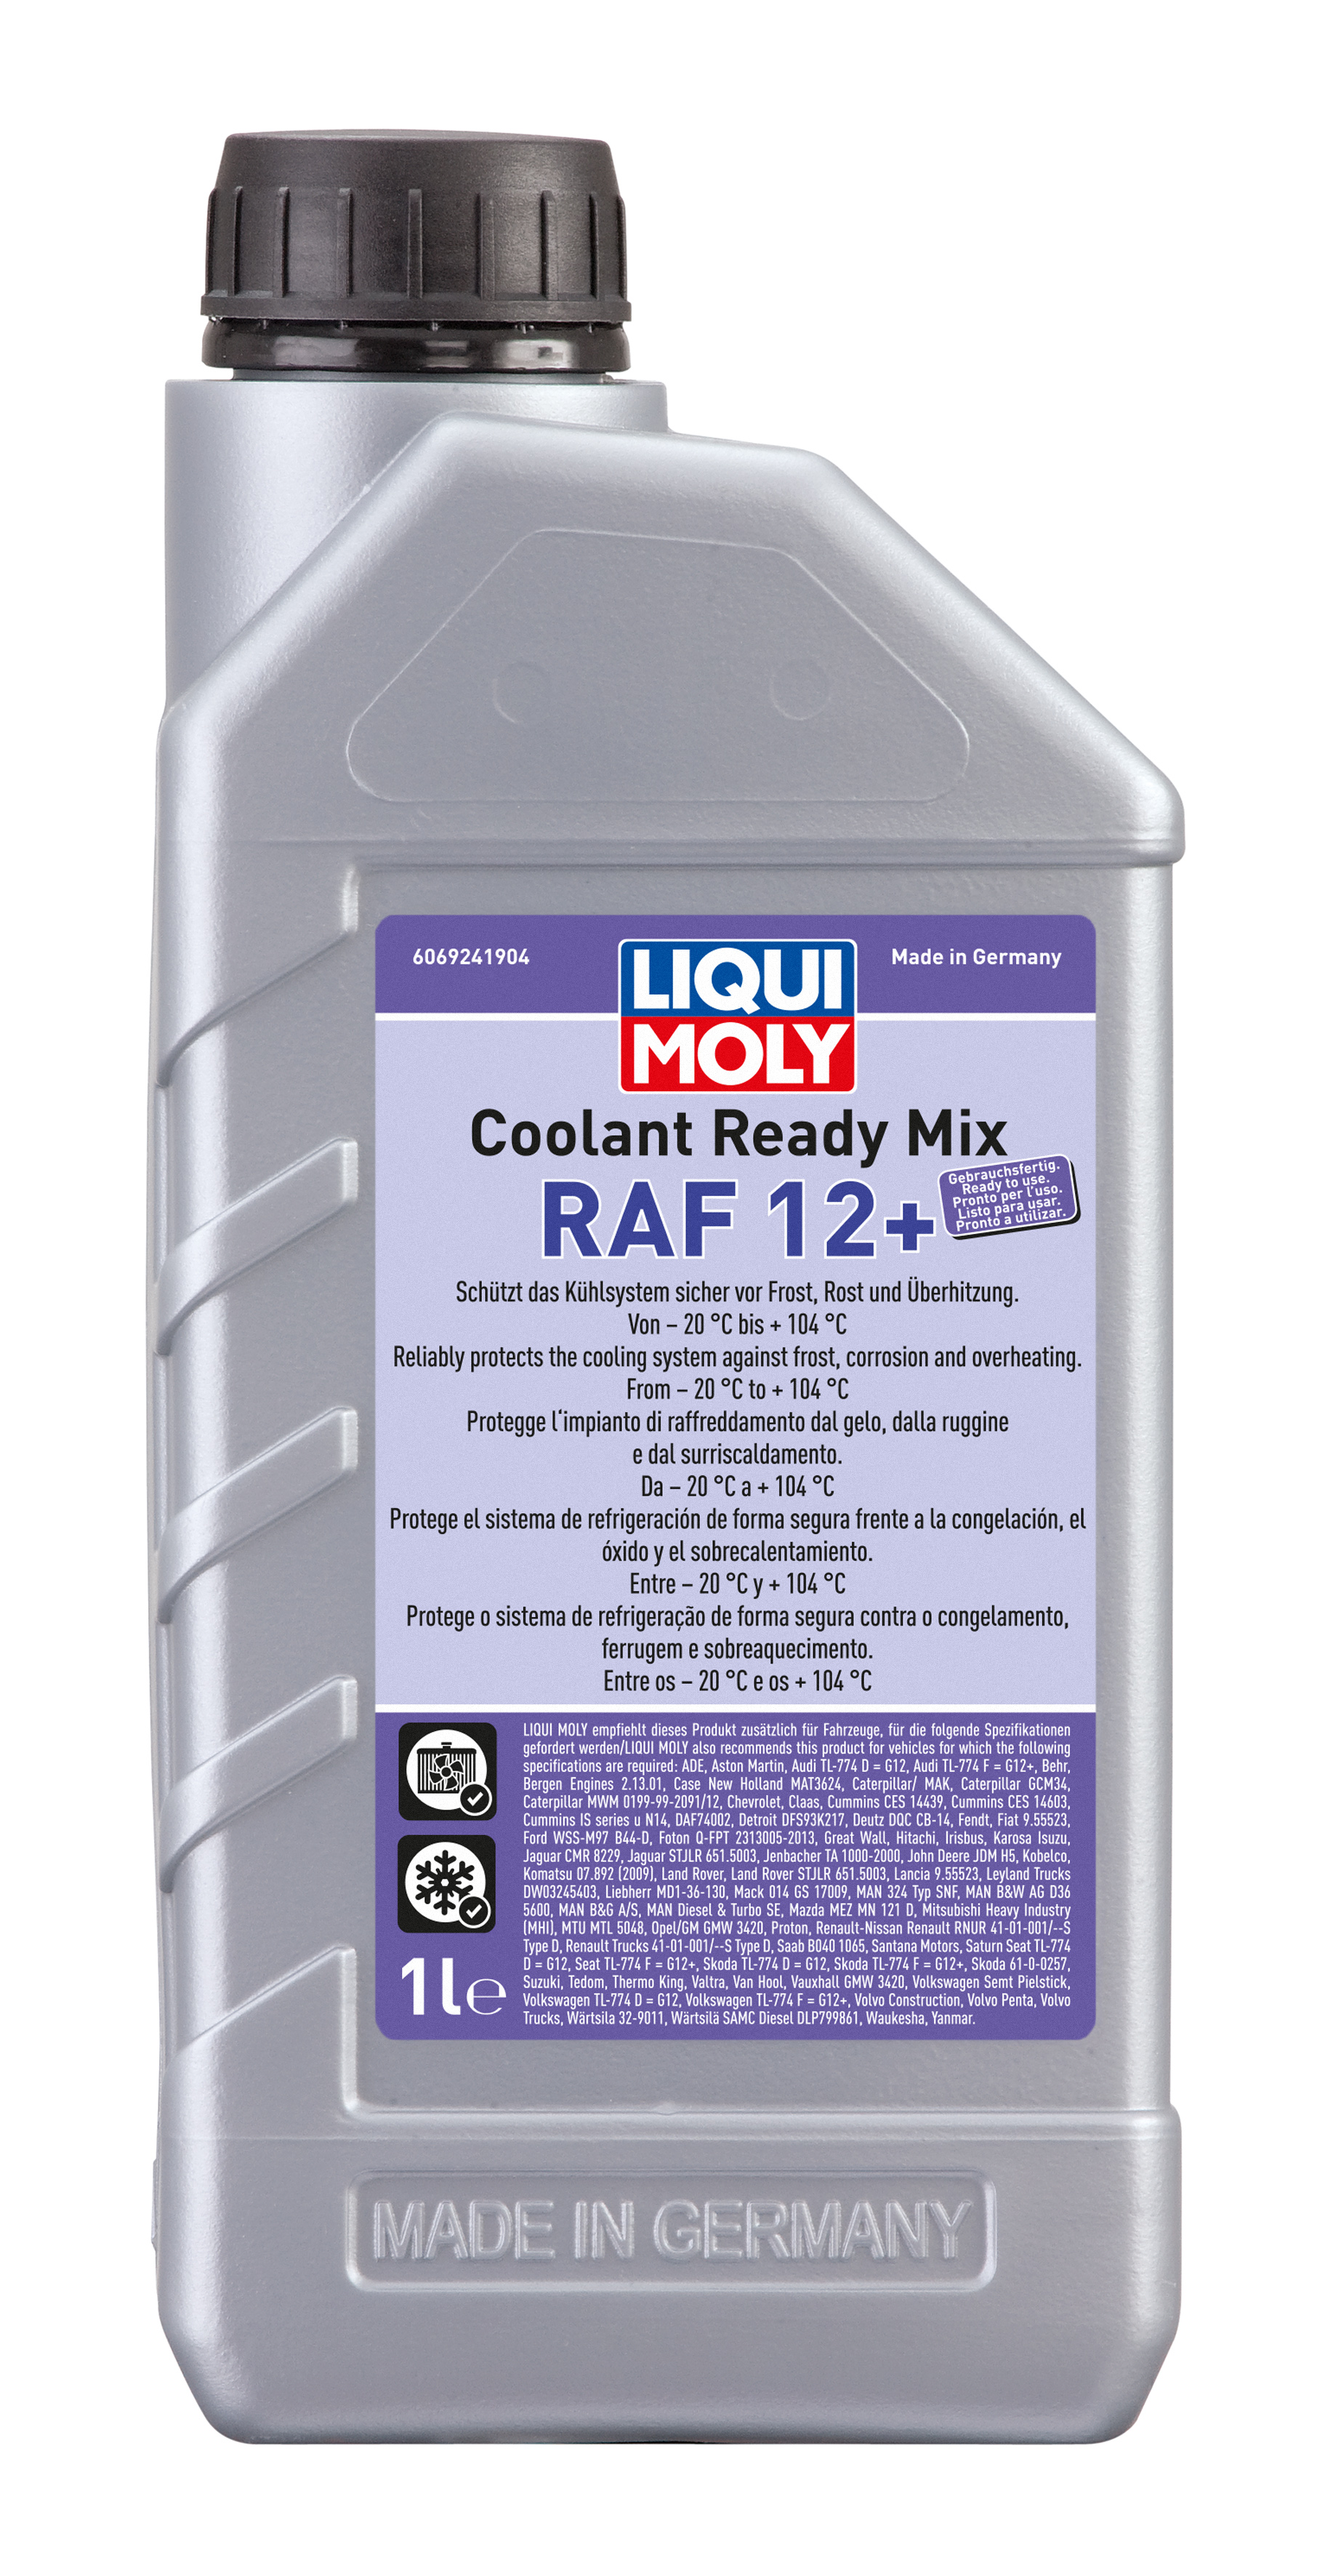 6069241904
LIQUI
MOLY
Made in Germany
Coolant Ready Mix
RAF 12+
Gebrauchsfertig.
Ready to use.
Pronto per l'uso.
Listo para usar.
Pronto a utilizar.
Schützt das Kühlsystem sicher vor Frost, Rost und Überhitzung.
Von – 20 °C bis + 104 °C
Reliably protects the cooling system against frost, corrosion and overheating.
From – 20 °C to + 104 °C
Protegge l‘impianto di raffreddamento dal gelo, dalla ruggine
e dal surriscaldamento.
Da – 20 °C a + 104 °C
Protege el sistema de refrigeración de forma segura frente a la congelación, el
óxido y el sobrecalentamiento.
Entre – 20 °C y + 104 °C
Protege o sistema de refrigeração de forma segura contra o congelamento,
ferrugem e sobreaquecimento.
Entre os – 20 °C e os + 104 °C
LIQUI MOLY empfiehlt dieses Produkt zusätzlich für Fahrzeuge, für die folgende Spezifikationen
gefordert werden/LIQUI MOLY also recommends this product for vehicles for which the following
specifications are required: ADE, Aston Martin, Audi TL-774 D = G12, Audi TL-774 F = G12+, Behr,
Bergen Engines 2.13.01, Case New Holland MAT3624, Caterpillar/ MAK, Caterpillar GCM34,
Caterpillar MWM 0199-99-2091/12, Chevrolet, Claas, Cummins CES 14439, Cummins CES 14603,
Cummins IS series u N14, DAF74002, Detroit DFS93K217, Deutz DQC CB-14, Fendt, Fiat 9.55523,
Ford WSS-M97 B44-D, Foton Q-FPT 2313005-2013, Great Wall, Hitachi, Irisbus, Karosa Isuzu,
Jaguar CMR 8229, Jaguar STJLR 651.5003, Jenbacher TA 1000-2000, John Deere JDM H5, Kobelco,
Komatsu 07.892 (2009), Land Rover, Land Rover STJLR 651.5003, Lancia 9.55523, Leyland Trucks
DW03245403, Liebherr MD1-36-130, Mack 014 GS 17009, MAN 324 Typ SNF, MAN B&W AG D36
5600, MAN B&G A/S, MAN Diesel & Turbo SE, Mazda MEZ MN 121 D, Mitsubishi Heavy Industry
(MHI), MTU MTL 5048, Opel/GM GMW 3420, Proton, Renault-Nissan Renault RNUR 41-01-001/--S
Type D, Renault Trucks 41-01-001/--S Type D, Saab B040 1065, Santana Motors, Saturn Seat TL-774
D = G12, Seat TL-774 F = G12+, Skoda TL-774 D = G12, Skoda TL-774 F = G12+, Skoda 61-0-0257,
Suzuki, Tedom, Thermo King, Valtra, Van Hool, Vauxhall GMW 3420, Volkswagen Semt Pielstick,
Volkswagen TL-774 D = G12, Volkswagen TL-774 F = G12+, Volvo Construction, Volvo Penta, Volvo
Trucks, Wärtsila 32-9011, Wärtsilä SAMC Diesel DLP799861, Waukesha, Yanmar.
1l ℮
MADE IN GERMANY